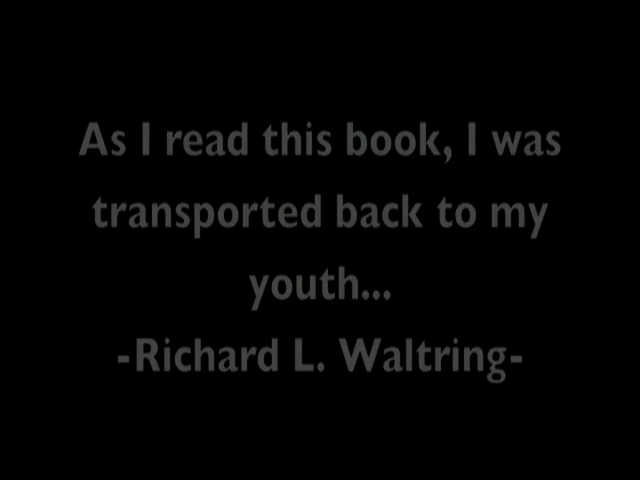 As I read this book, I was
transported back to my
youth...
-Richard L. Waltring-